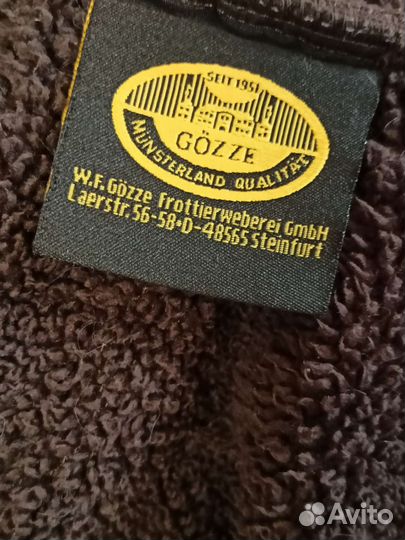 SEIT 1951
GÖZZE
MÜNSTERLAND QUALITÄT
W.F. Gözze Frottierweberei GmbH
Laerstr. 56-58·D-48565 Steinfurt
Avito